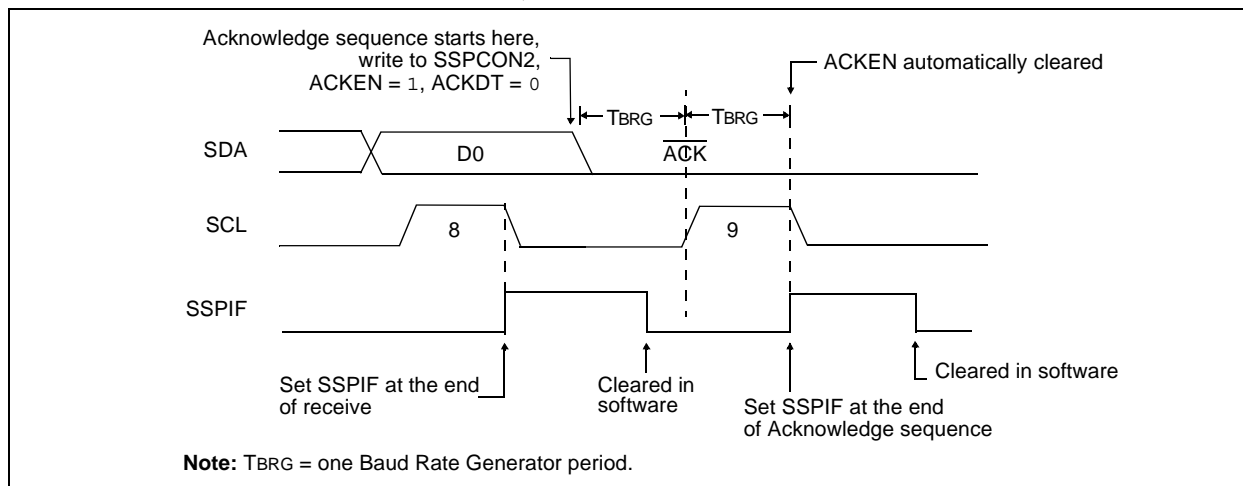 Acknowledge sequence starts here,
write to SSPCON2,
ACKEN = 1, ACKDT = 0
ACKEN automatically cleared
TBRG
TBRG
SDA
D0
ACK
SCL
8
9
SSPIF
Set SSPIF at the end
of receive
Cleared in
software
Set SSPIF at the end
of Acknowledge sequence
Cleared in software
Note: TBRG = one Baud Rate Generator period.